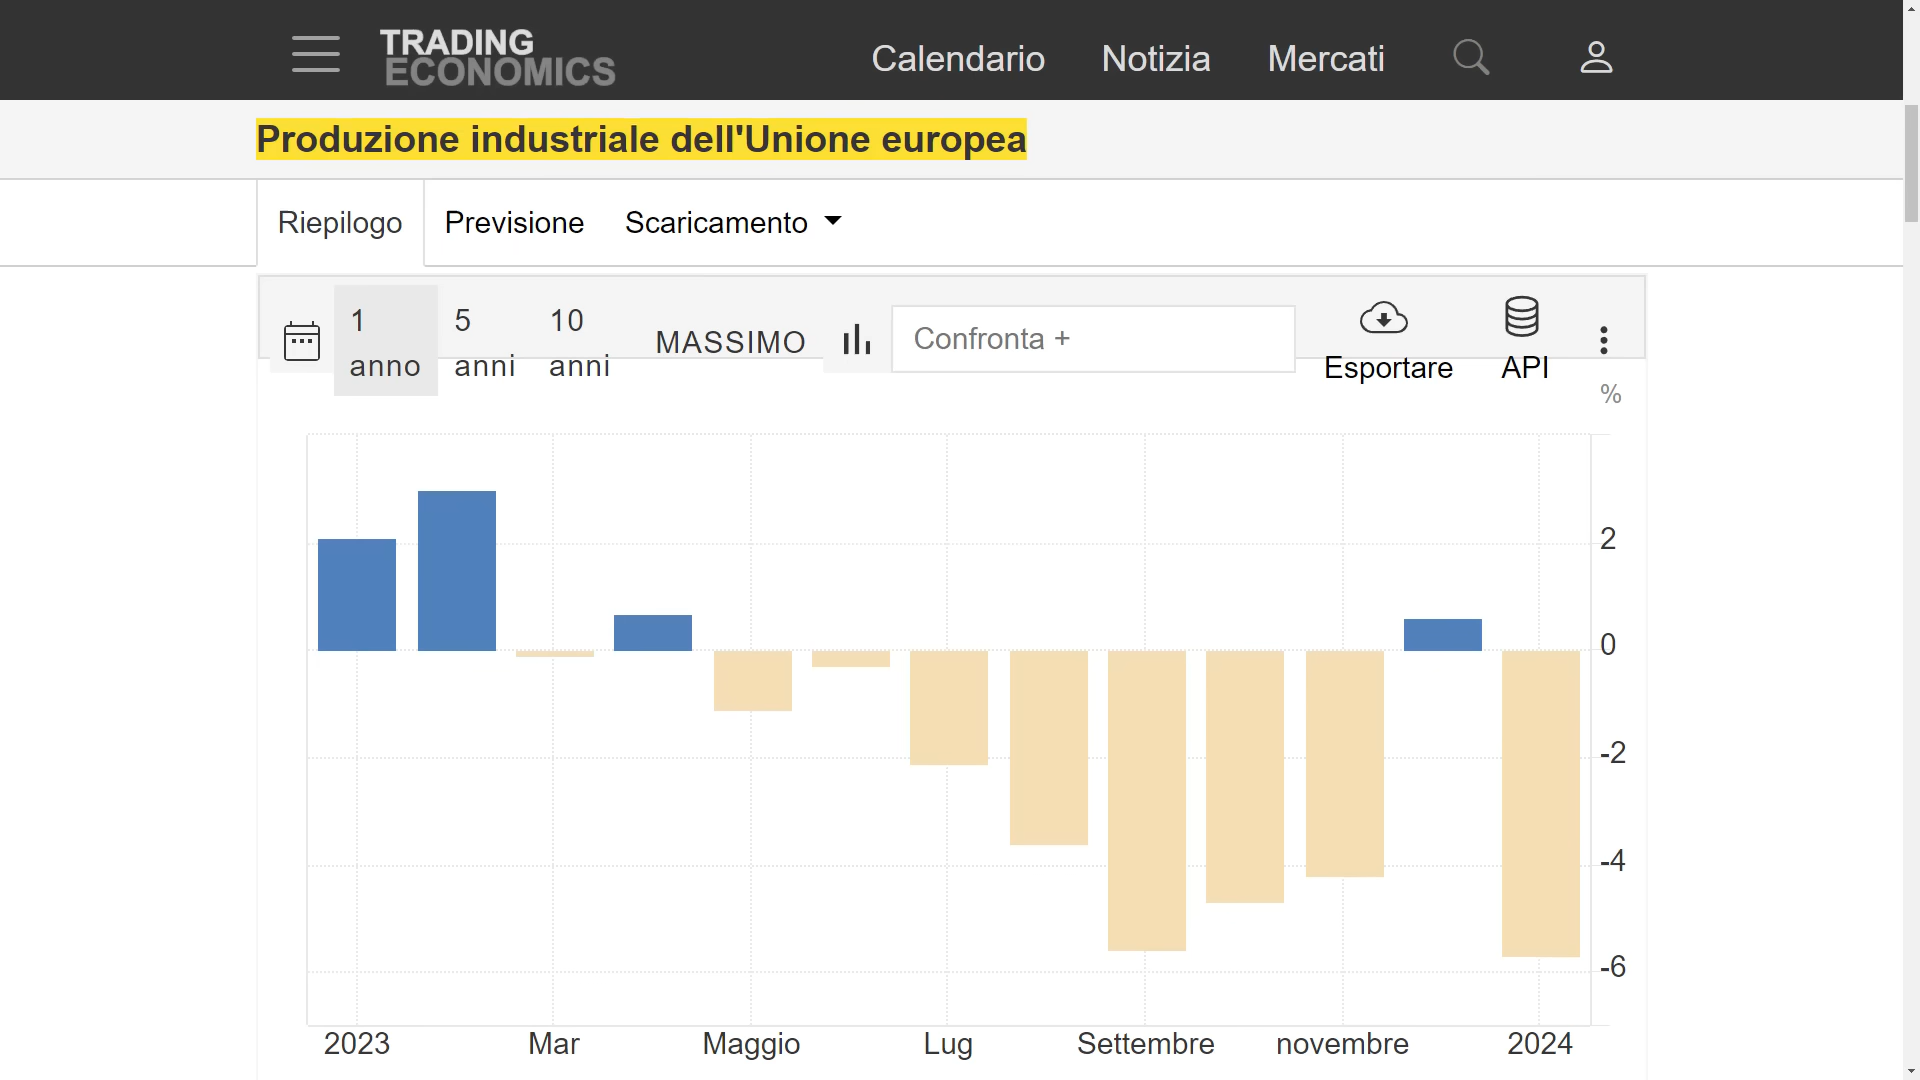 TRADING
ECONOMICS
Calendario Notizia Mercati
Produzione industriale dell'Unione europea
Riepilogo Previsione Scaricamento
1 anno
5 anni
10 anni
MASSIMO
Confronta +
Esportare
API
%
2
0
-2
-4
-6
2023 Mar Maggio Lug Settembre novembre 2024